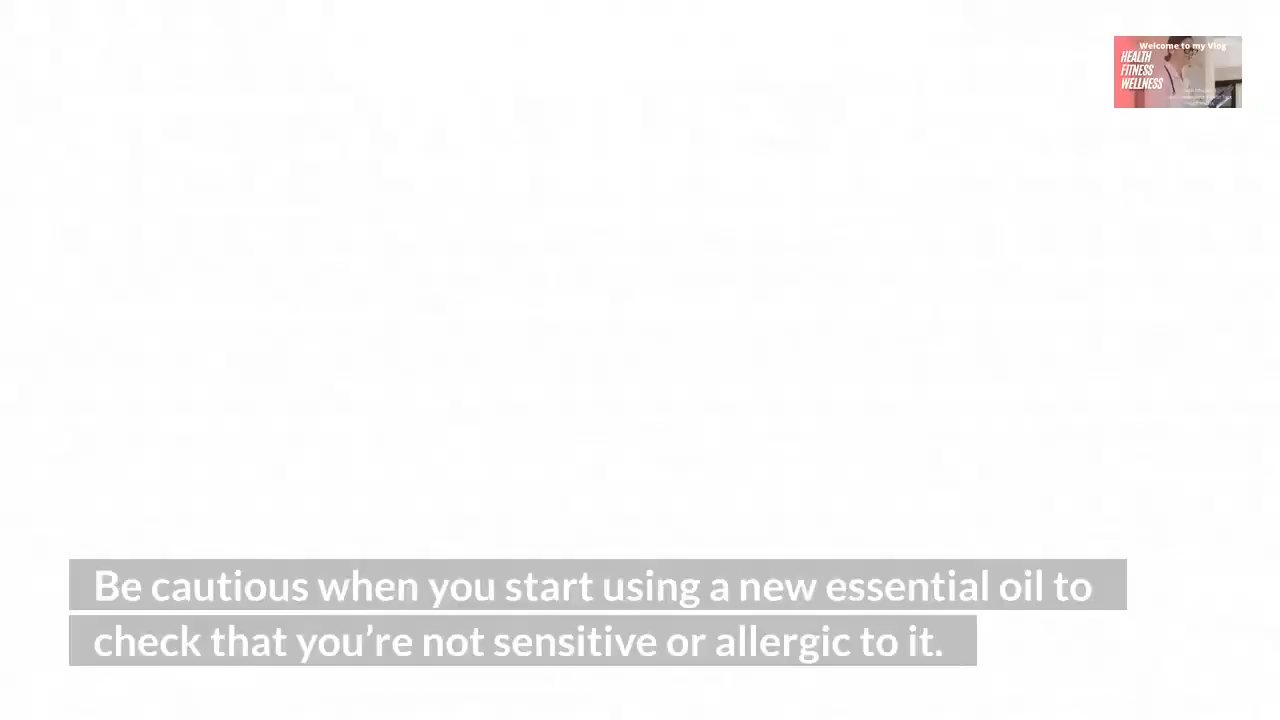 Welcome to my Vlog
HEALTH
FITNESS
WELLNESS
Be cautious when you start using a new essential oil to
check that you’re not sensitive or allergic to it.